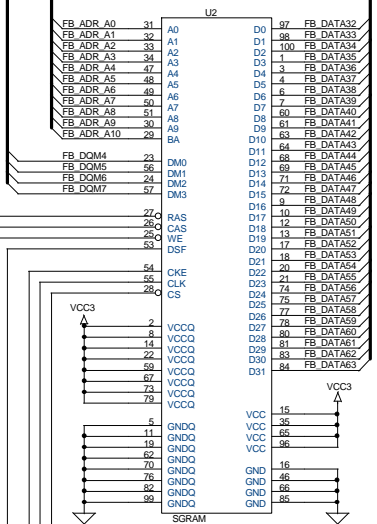 U2
FB_ADR_A0 31 A0 D0 97 FB_DATA32
FB_ADR_A1 32 A1 D1 98 FB_DATA33
FB_ADR_A2 33 A2 D2 100 FB_DATA34
FB_ADR_A3 34 A3 D3 1 FB_DATA35
FB_ADR_A4 47 A4 D4 3 FB_DATA36
FB_ADR_A5 48 A5 D5 4 FB_DATA37
FB_ADR_A6 49 A6 D6 6 FB_DATA38
FB_ADR_A7 50 A7 D7 7 FB_DATA39
FB_ADR_A8 51 A8 D8 60 FB_DATA40
FB_ADR_A9 30 A9 D9 61 FB_DATA41
FB_ADR_A10 29 BA D10 63 FB_DATA42
D11 64 FB_DATA43
FB_DQM4 23 DM0 D12 68 FB_DATA44
FB_DQM5 56 DM1 D13 69 FB_DATA45
FB_DQM6 24 DM2 D14 71 FB_DATA46
FB_DQM7 57 DM3 D15 72 FB_DATA47
D16 9 FB_DATA48
27 RAS D17 10 FB_DATA49
26 CAS D18 12 FB_DATA50
25 WE D19 13 FB_DATA51
53 DSF D20 17 FB_DATA52
D21 18 FB_DATA53
54 CKE D22 20 FB_DATA54
55 CLK D23 21 FB_DATA55
28 CS D24 74 FB_DATA56
D25 75 FB_DATA57
VCC3 D26 77 FB_DATA58
2 VCCQ D27 78 FB_DATA59
8 VCCQ D28 80 FB_DATA60
14 VCCQ D29 81 FB_DATA61
22 VCCQ D30 83 FB_DATA62
59 VCCQ D31 84 FB_DATA63
67 VCCQ
73 VCCQ VCC3
79 VCCQ
VCC 15
5 GNDQ VCC 35
11 GNDQ VCC 65
19 GNDQ VCC 96
62 GNDQ
70 GNDQ GND 16
76 GNDQ GND 46
82 GNDQ GND 66
99 GNDQ GND 85
SGRAM